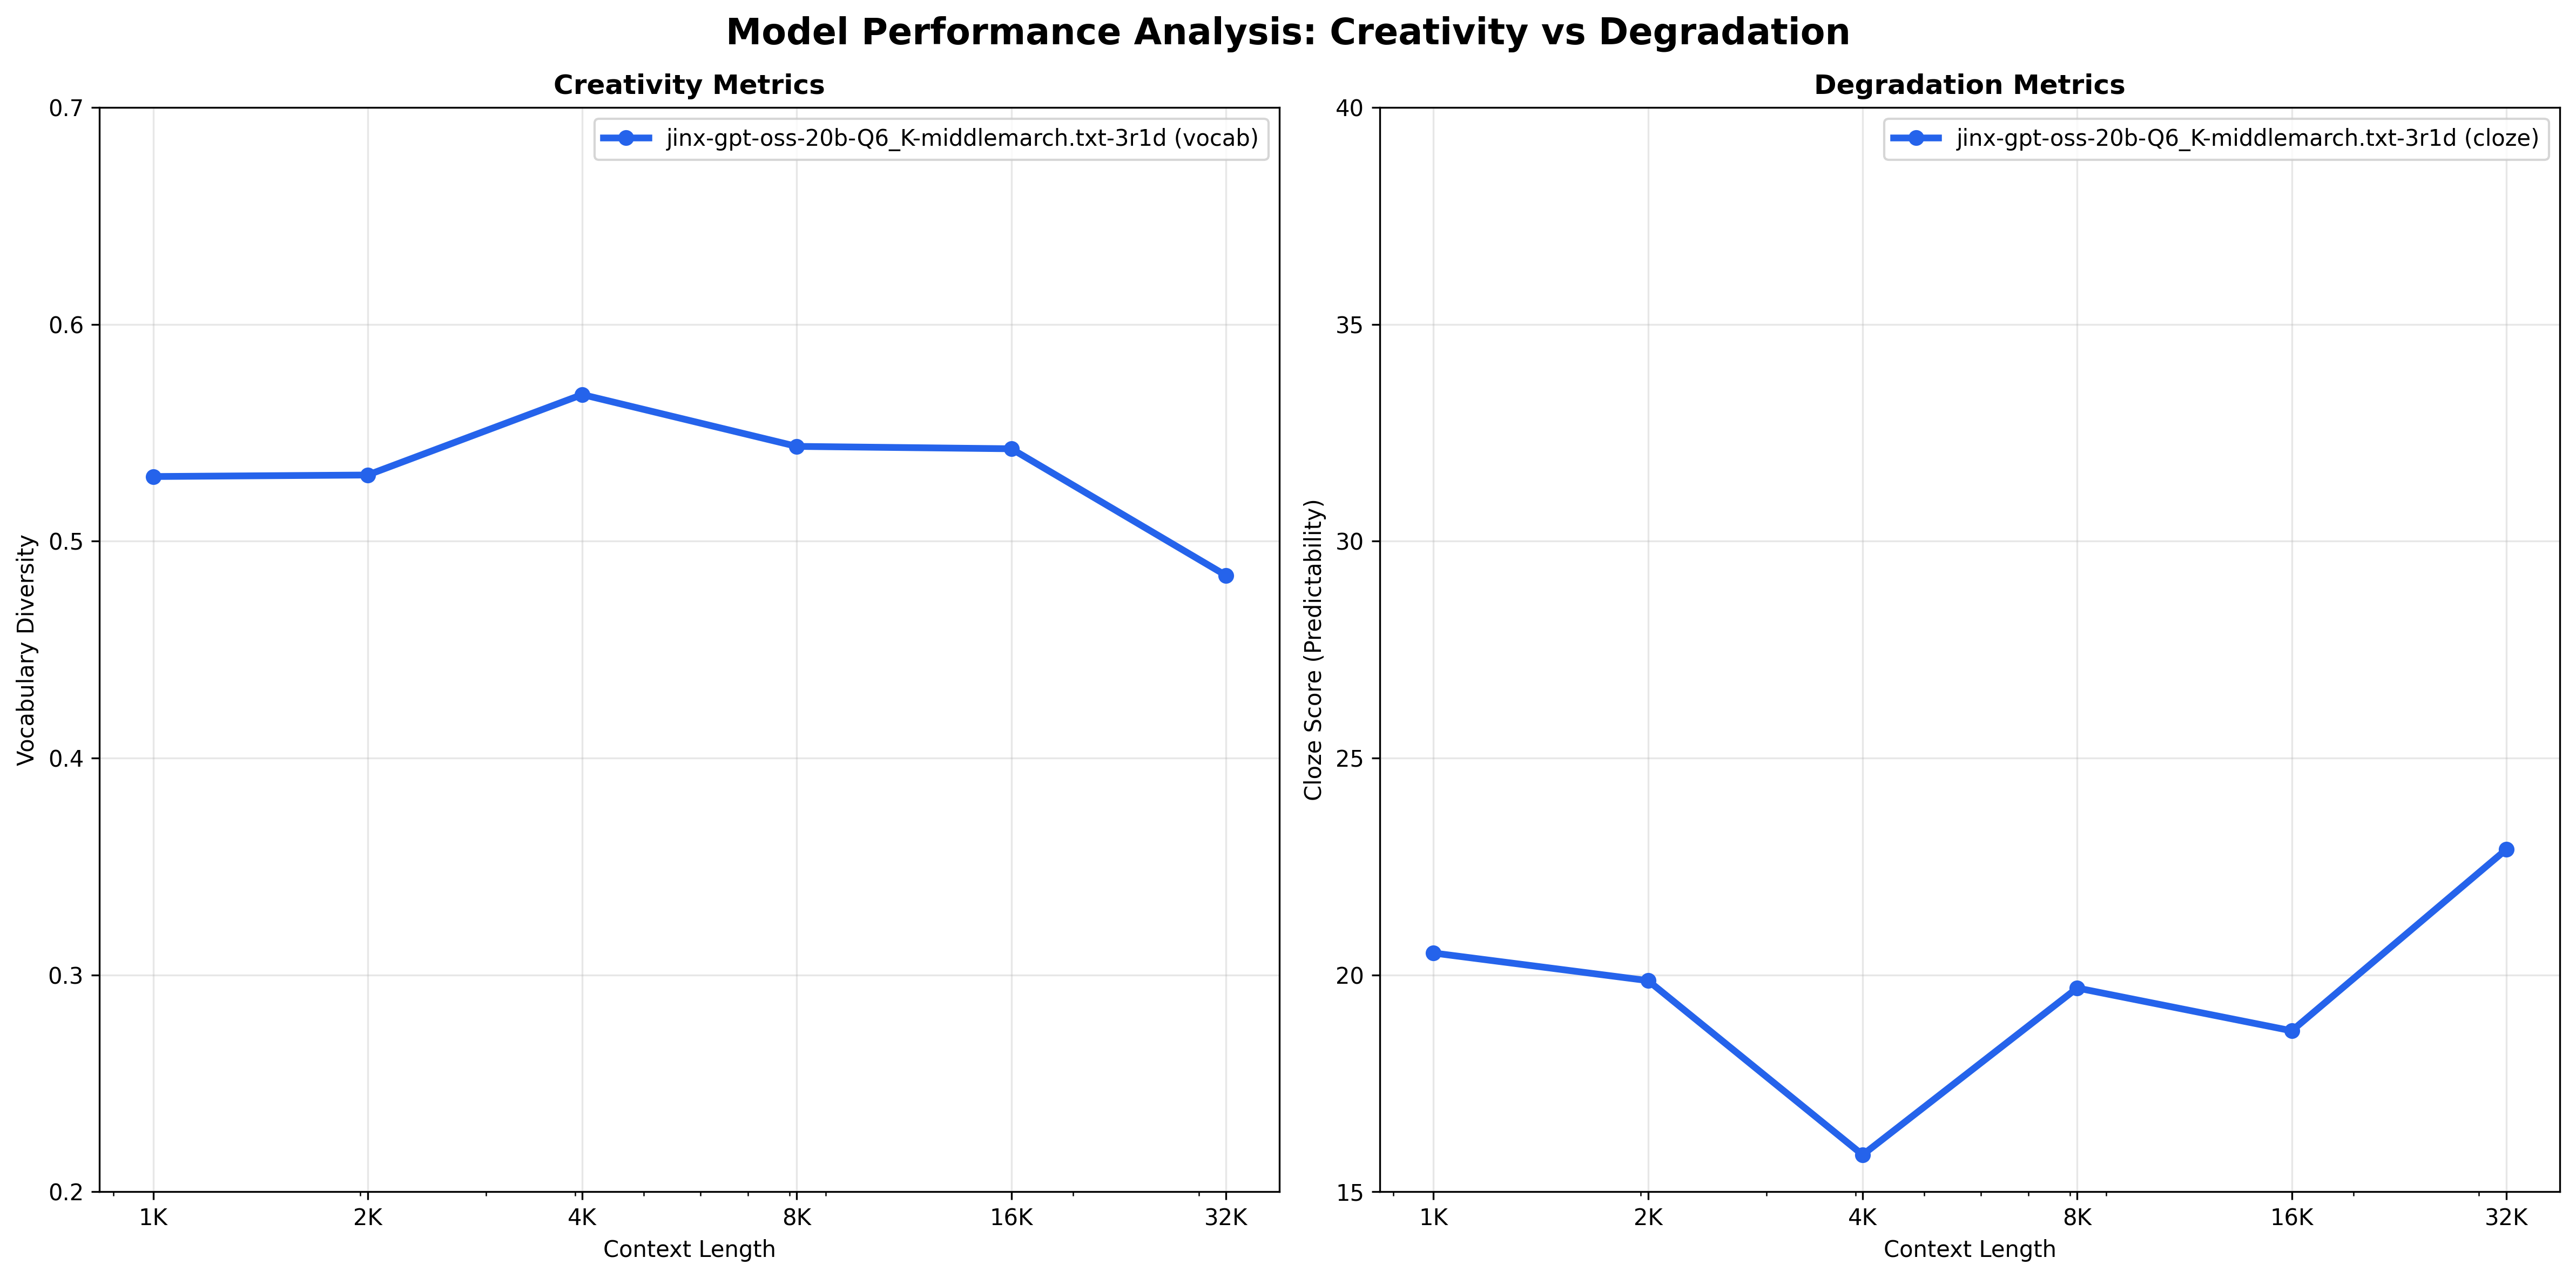 Model Performance Analysis: Creativity vs Degradation
Creativity Metrics
jinx-gpt-oss-20b-Q6_K-middlemarch.txt-3r1d (vocab)
Vocabulary Diversity
0.7
0.6
0.5
0.4
0.3
0.2
1K 2K 4K 8K 16K 32K
Context Length
Degradation Metrics
jinx-gpt-oss-20b-Q6_K-middlemarch.txt-3r1d (cloze)
Cloze Score (Predictability)
40
35
30
25
20
15
1K 2K 4K 8K 16K 32K
Context Length